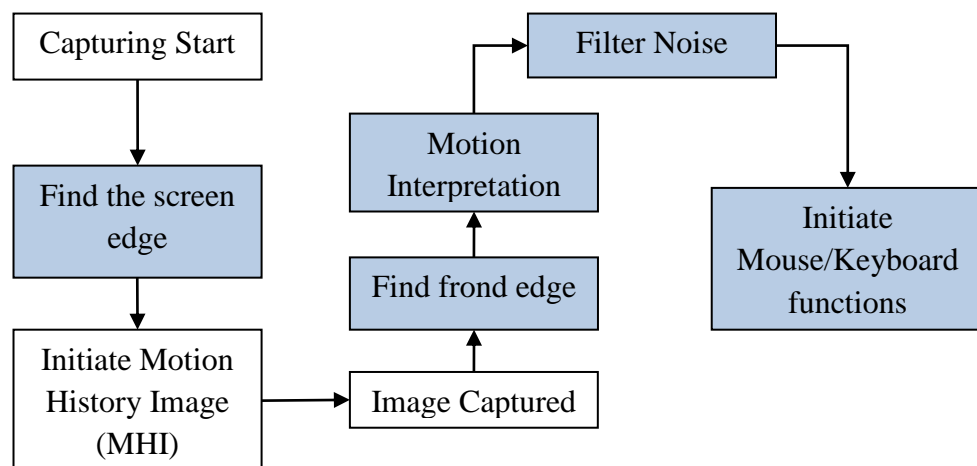 Capturing Start
Find the screen
edge
Initiate Motion
History Image
(MHI)
Image Captured
Find frond edge
Motion
Interpretation
Filter Noise
Initiate
Mouse/Keyboard
functions